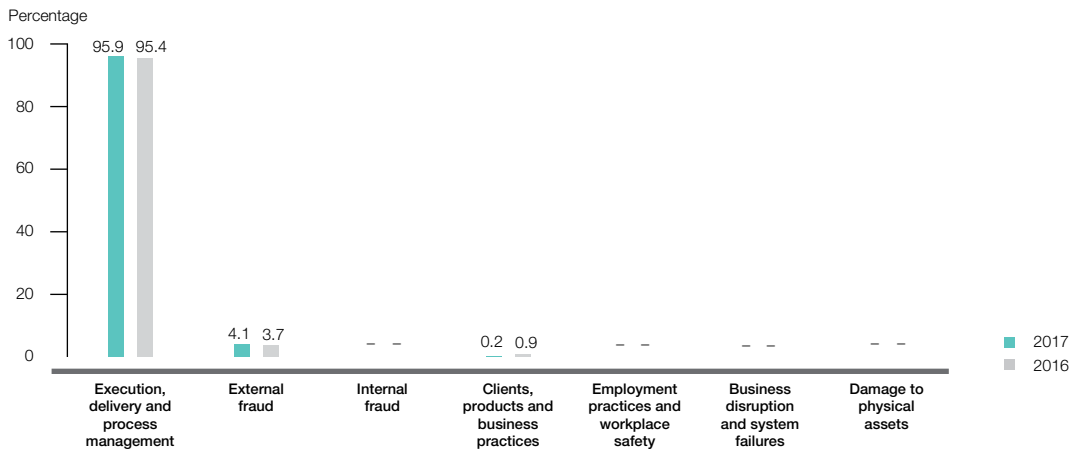 Percentage
100
95.9 95.4
80
60
40
20
4.1 3.7
– –
0.2 0.9
– –
– –
– –
0
2017
2016
Execution,
delivery and
process
management
External
fraud
Internal
fraud
Clients,
products and
business
practices
Employment
practices and
workplace
safety
Business
disruption
and system
failures
Damage to
physical
assets